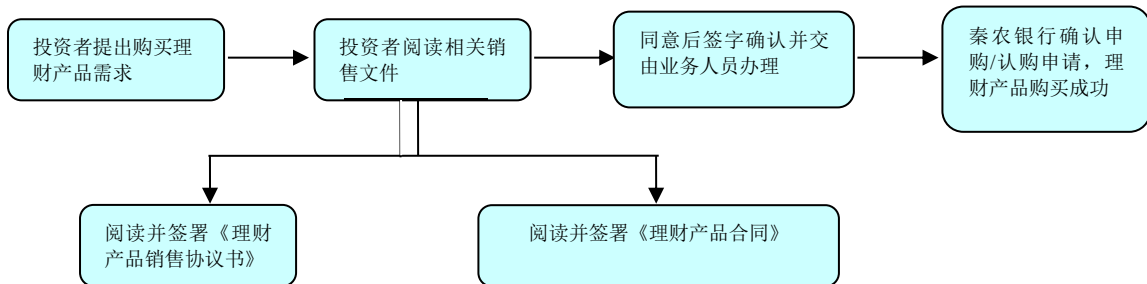 投资者提出购买理
财产品需求
投资者阅读相关销
售文件
同意后签字确认并交
由业务人员办理
秦农银行确认申
购/认购申请，理
财产品购买成功
阅读并签署《理财
产品销售协议书》
阅读并签署《理财产品合同》